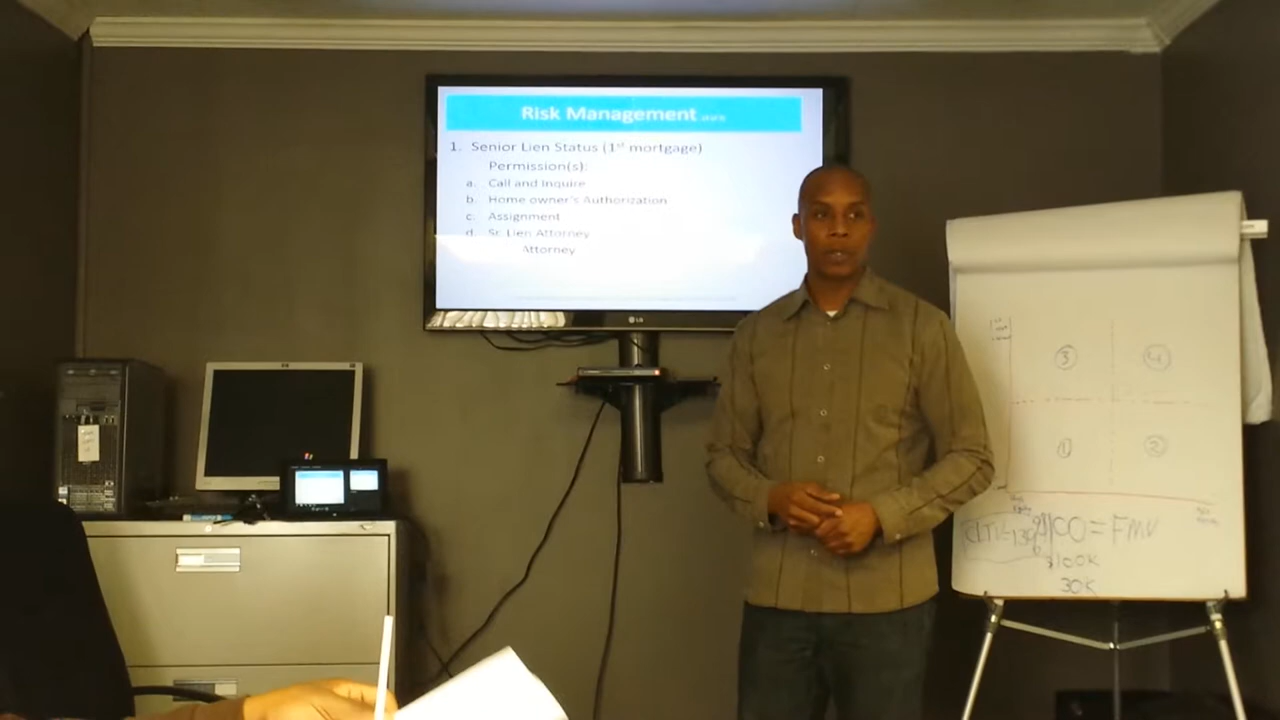 Risk Management
1. Senior Lien Status (1st mortgage)
Permission(s):
a. Call and Inquire
b. Home owner's Authorization
c. Assignment
d. Sr. Lien Attorney
Attorney
LG
3
4
1
2
CO = FMV
$100K
30K